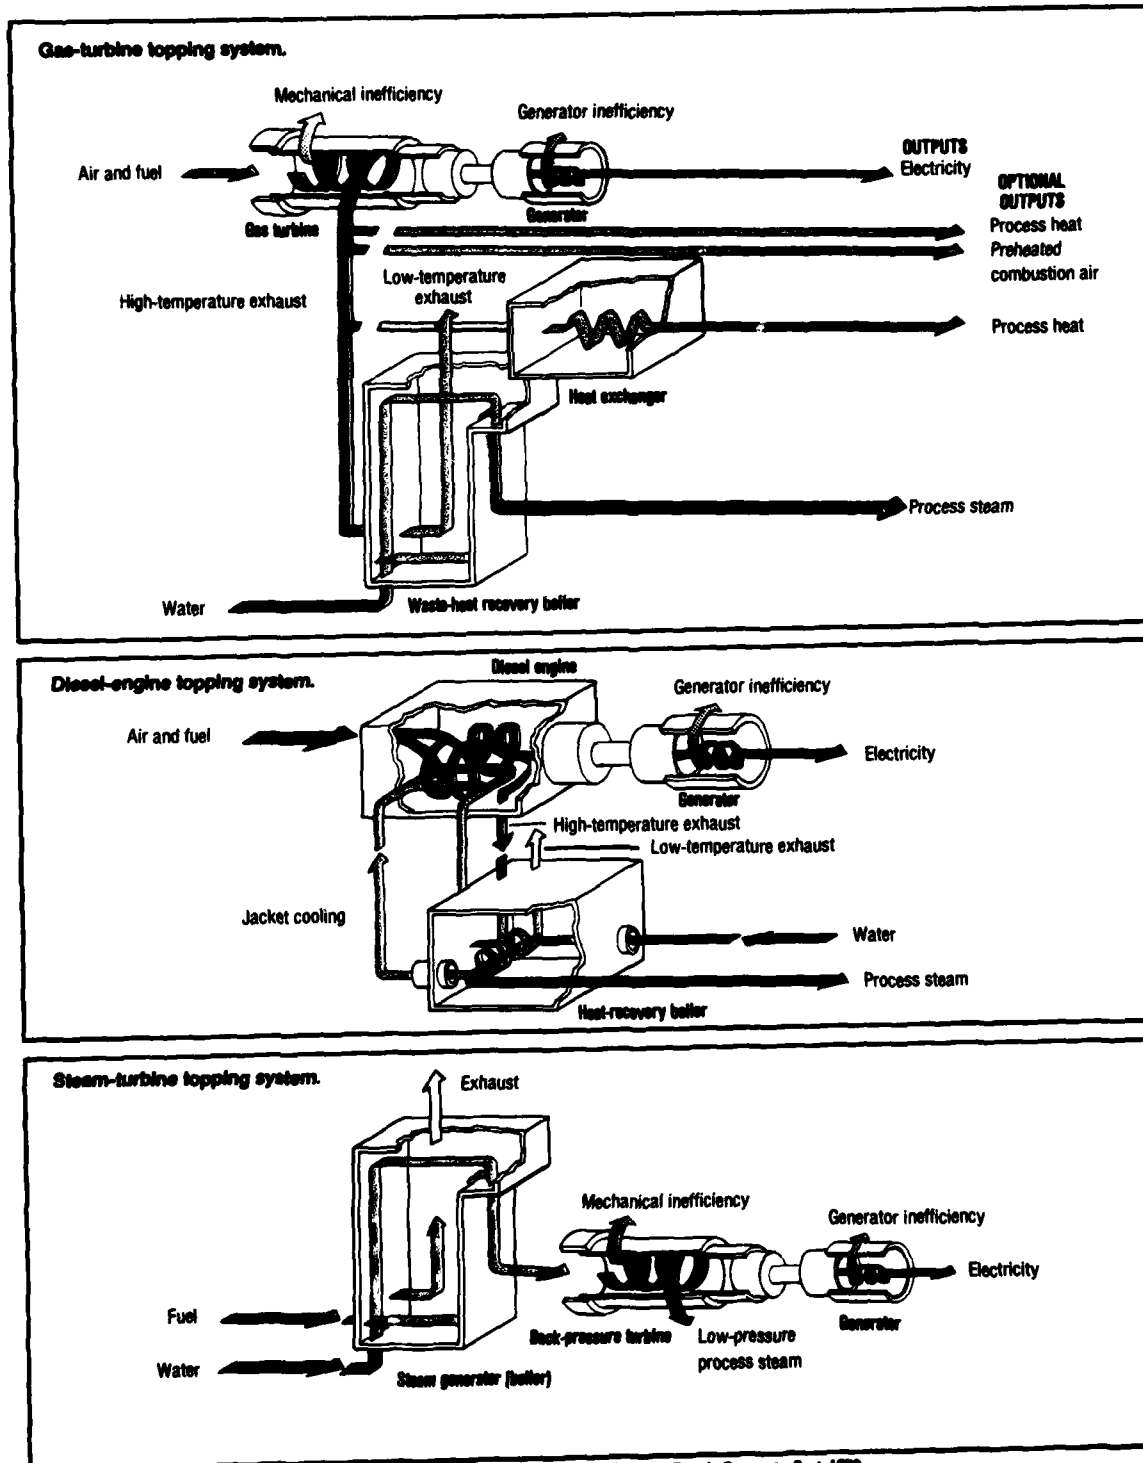 Gas-turbine topping system.
Mechanical inefficiency
Generator inefficiency
Air and fuel
OUTPUTS
Electricity
OPTIONAL
OUTPUTS
Gas turbine
Generator
Process heat
Preheated
combustion air
High-temperature exhaust
Low-temperature
exhaust
Process heat
Heat exchanger
Process steam
Water
Waste-heat recovery boiler
Diesel-engine topping system.
Diesel engine
Generator inefficiency
Air and fuel
Electricity
Generator
High-temperature exhaust
Low-temperature exhaust
Jacket cooling
Water
Process steam
Heat-recovery boiler
Steam-turbine topping system.
Exhaust
Mechanical inefficiency
Generator inefficiency
Electricity
Fuel
Back-pressure turbine
Low-pressure
process steam
Generator
Water
Steam generator (boiler)